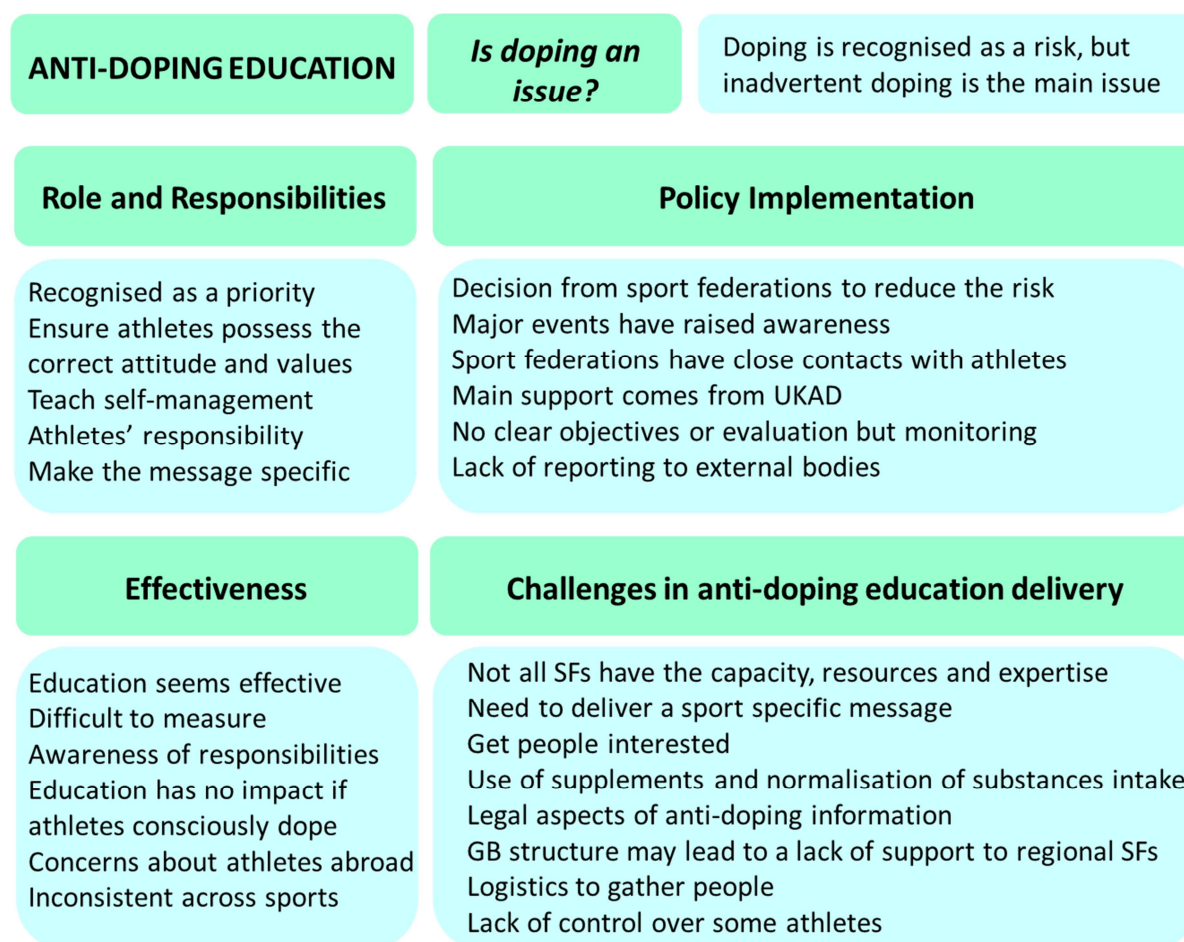 ANTI-DOPING EDUCATION
Is doping an
issue?
Doping is recognised as a risk, but
inadvertent doping is the main issue
Role and Responsibilities
Recognised as a priority
Ensure athletes possess the
correct attitude and values
Teach self-management
Athletes' responsibility
Make the message specific
Policy Implementation
Decision from sport federations to reduce the risk
Major events have raised awareness
Sport federations have close contacts with athletes
Main support comes from UKAD
No clear objectives or evaluation but monitoring
Lack of reporting to external bodies
Effectiveness
Education seems effective
Difficult to measure
Awareness of responsibilities
Education has no impact if
athletes consciously dope
Concerns about athletes abroad
Inconsistent across sports
Challenges in anti-doping education delivery
Not all SFs have the capacity, resources and expertise
Need to deliver a sport specific message
Get people interested
Use of supplements and normalisation of substances intake
Legal aspects of anti-doping information
GB structure may lead to a lack of support to regional SFs
Logistics to gather people
Lack of control over some athletes